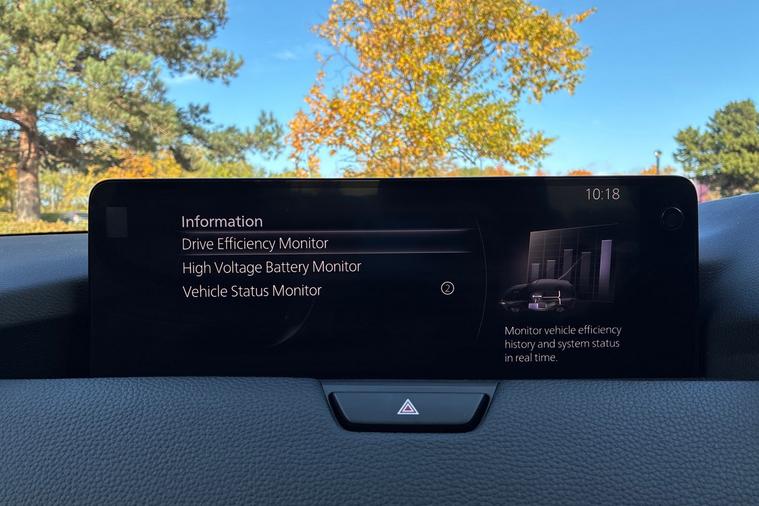 10:18
Information
Drive Efficiency Monitor
High Voltage Battery Monitor
Vehicle Status Monitor 2
Monitor vehicle efficiency
history and system status
in real time.